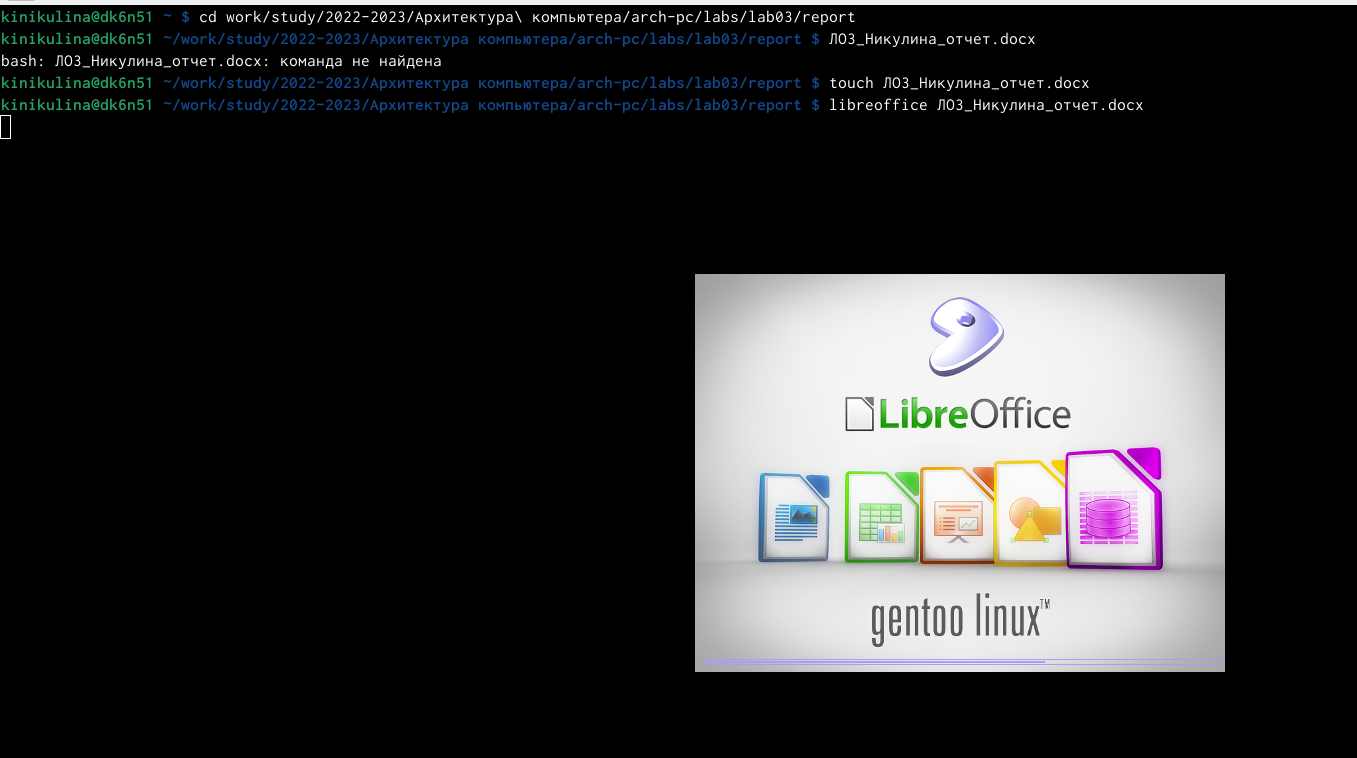 kinikulina@dk6n51 ~ $ cd work/study/2022-2023/Архитектура\ компьютера/arch-pc/labs/lab03/report
kinikulina@dk6n51 ~/work/study/2022-2023/Архитектура компьютера/arch-pc/labs/lab03/report $ ЛО3_Никулина_отчет.docx
bash: ЛО3_Никулина_отчет.docx: команда не найдена
kinikulina@dk6n51 ~/work/study/2022-2023/Архитектура компьютера/arch-pc/labs/lab03/report $ touch ЛО3_Никулина_отчет.docx
kinikulina@dk6n51 ~/work/study/2022-2023/Архитектура компьютера/arch-pc/labs/lab03/report $ libreoffice ЛО3_Никулина_отчет.docx
LibreOffice
gentoo linux™